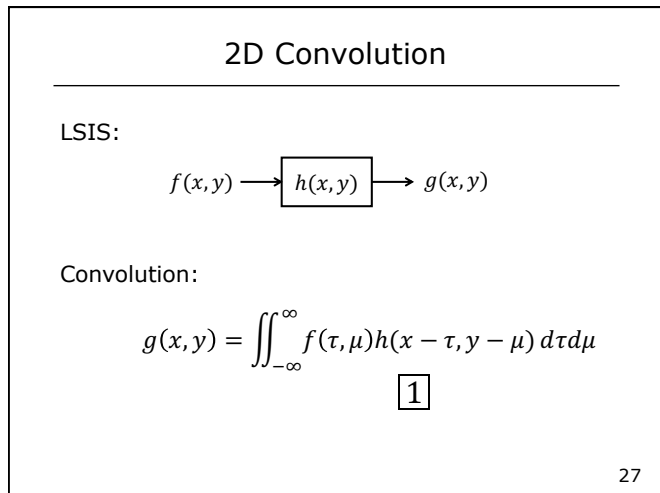 2D Convolution
LSIS:
f(x, y) → h(x, y) → g(x, y)
Convolution:
g(x, y) = ∬_{-∞}^{∞} f(τ, μ)h(x − τ, y − μ) dτdμ
1
27